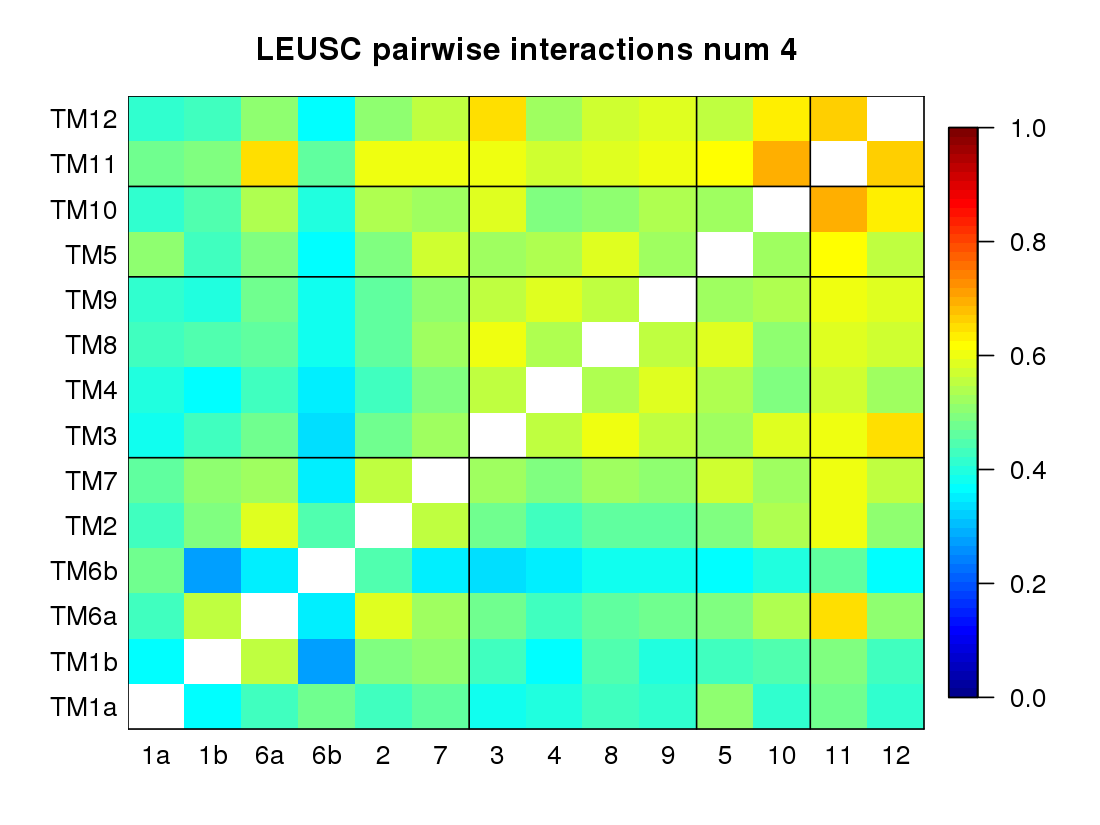 LEUSC pairwise interactions num 4
TM12
TM11
TM10
TM5
TM9
TM8
TM4
TM3
TM7
TM2
TM6b
TM6a
TM1b
TM1a
1a 1b 6a 6b 2 7 3 4 8 9 5 10 11 12
1.0
0.8
0.6
0.4
0.2
0.0